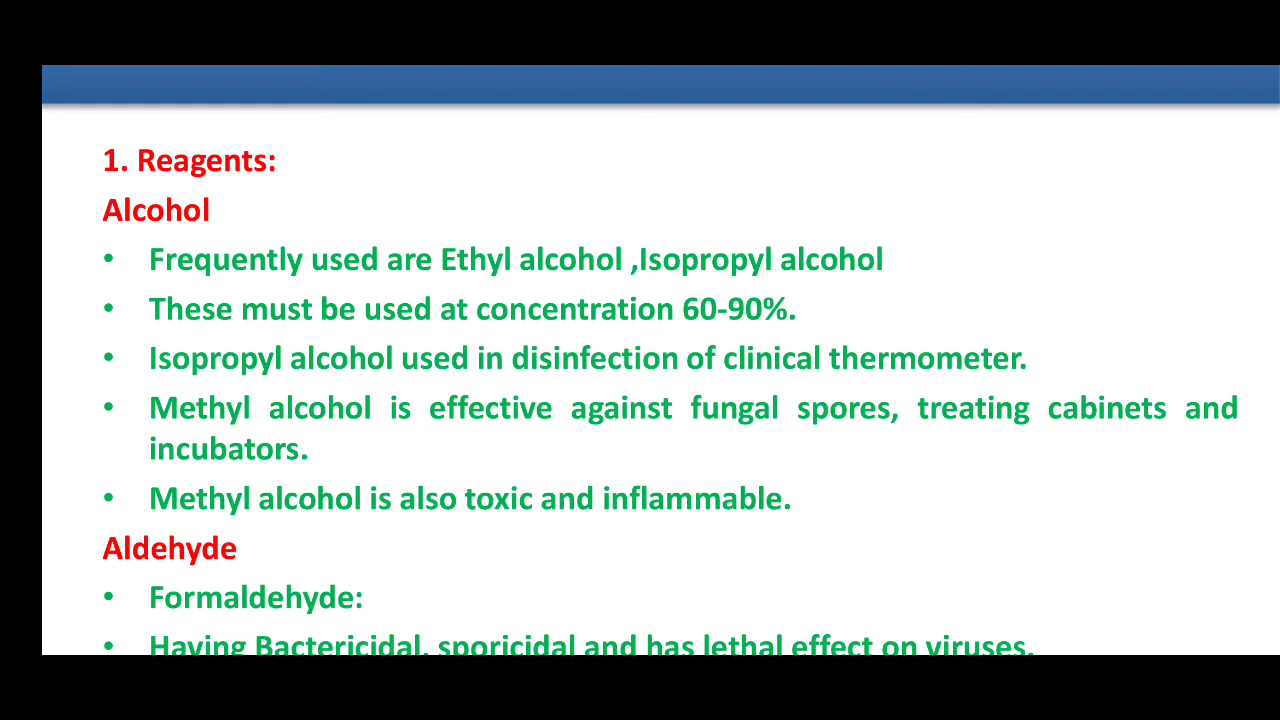 1. Reagents:
Alcohol
• Frequently used are Ethyl alcohol ,Isopropyl alcohol
• These must be used at concentration 60-90%.
• Isopropyl alcohol used in disinfection of clinical thermometer.
• Methyl alcohol is effective against fungal spores, treating cabinets and
incubators.
• Methyl alcohol is also toxic and inflammable.
Aldehyde
• Formaldehyde:
• Having Bactericidal, sporicidal and has lethal effect on viruses.